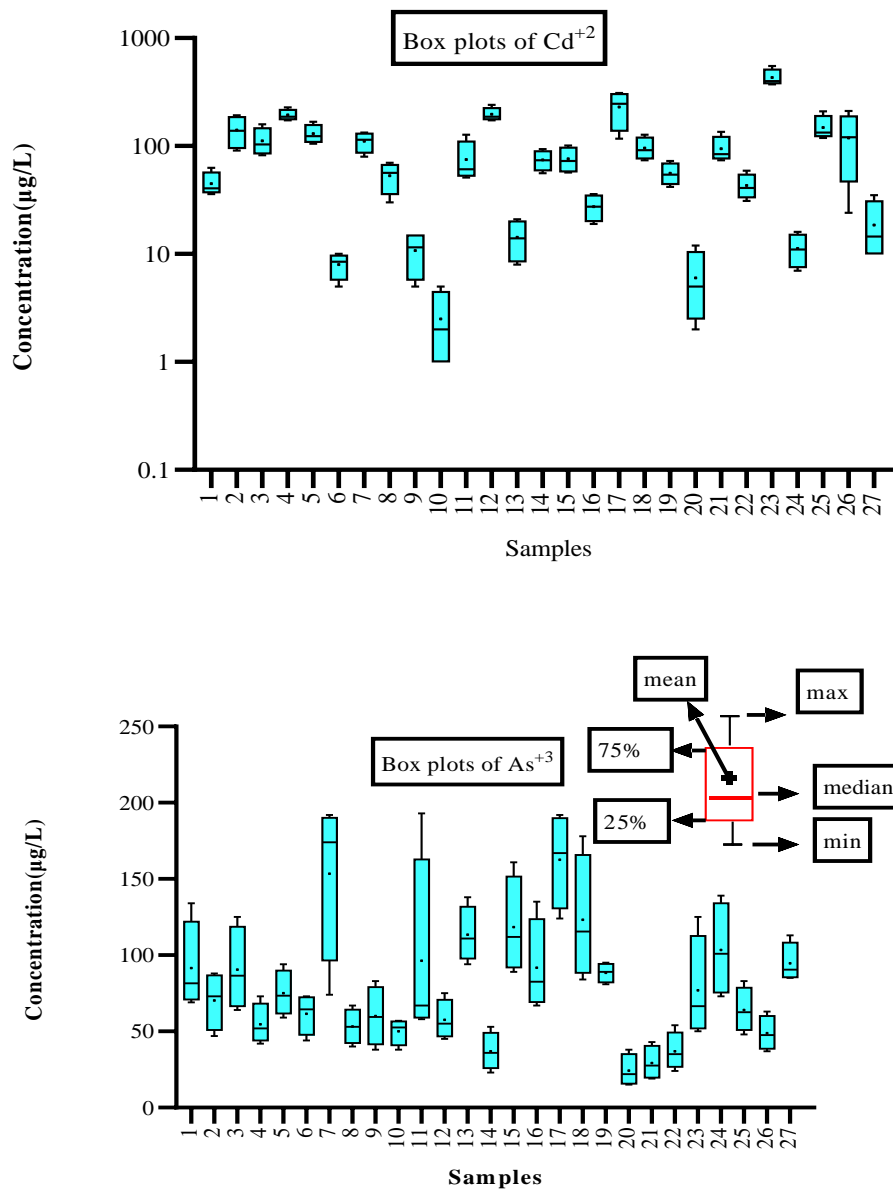 Box plots of Cd+2
1000
100
10
1
0.1
Concentration(µg/L)
1 2 3 4 5 6 7 8 9 10 11 12 13 14 15 16 17 18 19 20 21 22 23 24 25 26 27
Samples
mean
max
75%
median
25%
min
Box plots of As+3
250
200
150
100
50
0
Concentration(µg/L)
1 2 3 4 5 6 7 8 9 10 11 12 13 14 15 16 17 18 19 20 21 22 23 24 25 26 27
Samples